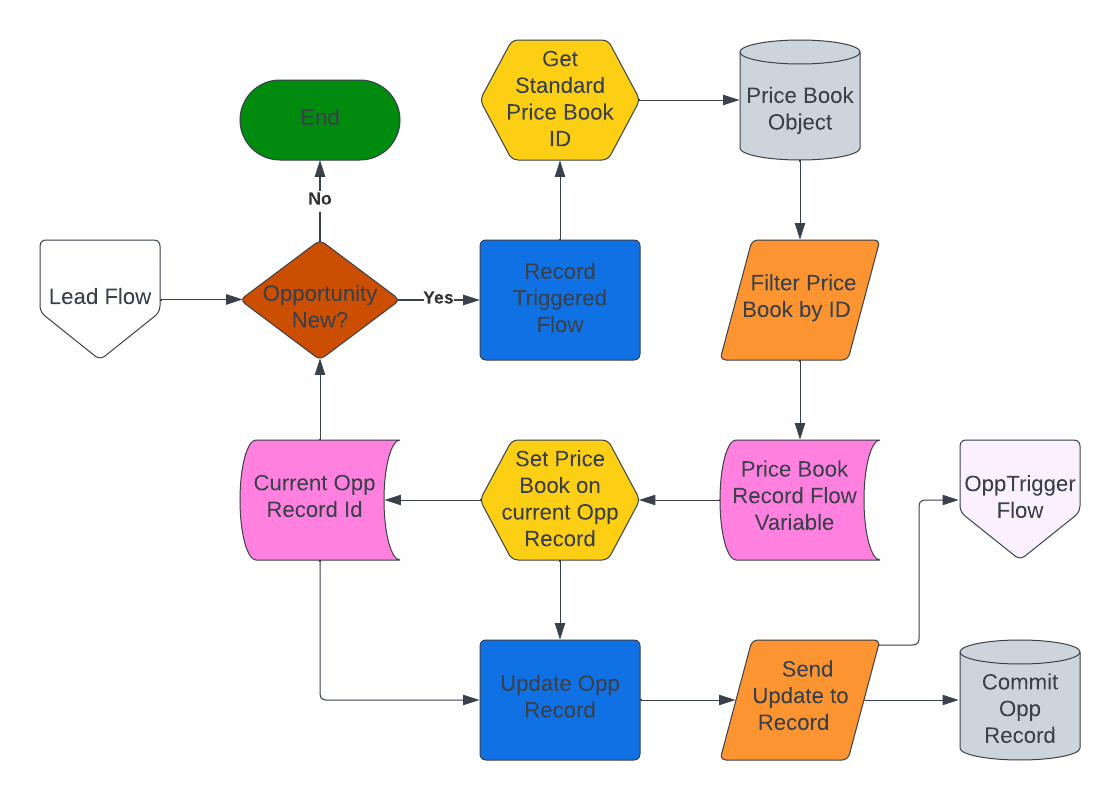 Get
Standard
Price Book
ID
Price Book
Object
End
No
Lead Flow
Opportunity
New?
Yes
Record
Triggered
Flow
Filter Price
Book by ID
Current Opp
Record Id
Set Price
Book on
current Opp
Record
Price Book
Record Flow
Variable
OppTrigger
Flow
Update Opp
Record
Send
Update to
Record
Commit
Opp
Record